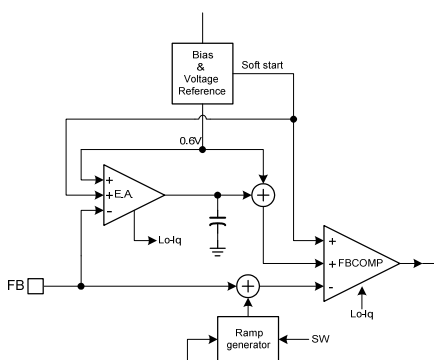 Bias
&
Voltage
Reference
Soft start
0.6V
+
+ E.A.
-
+
Lo-Iq
+
+ FBCOMP
-
FB
+
Lo-Iq
Ramp
generator
SW